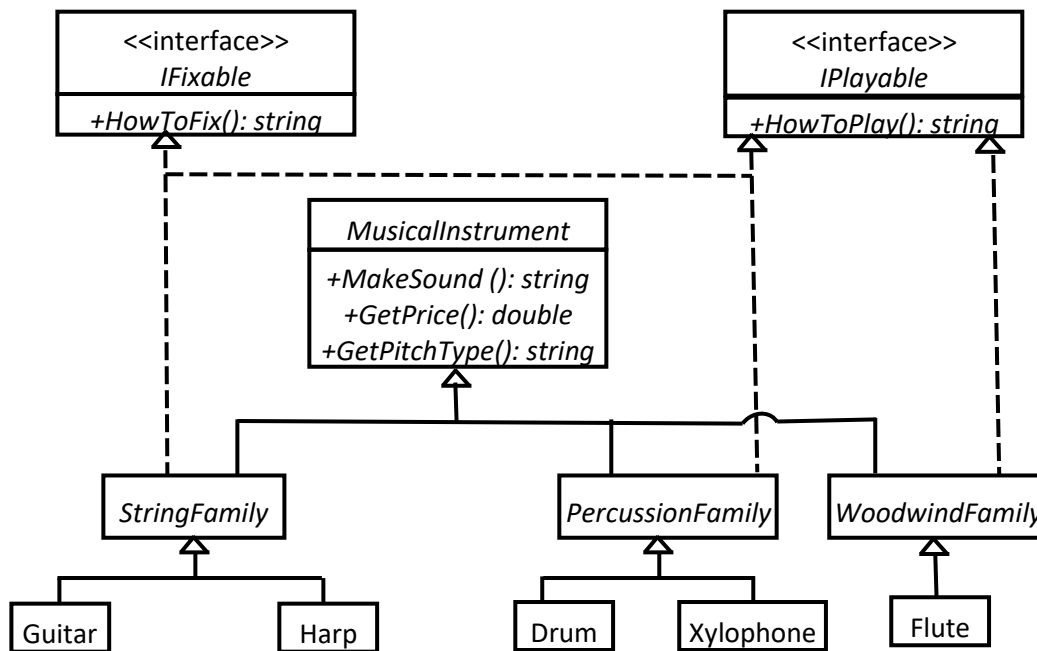 <<interface>>
IFixable
+HowToFix(): string
<<interface>>
IPlayable
+HowToPlay(): string
MusicalInstrument
+MakeSound (): string
+GetPrice(): double
+GetPitchType(): string
StringFamily
PercussionFamily
WoodwindFamily
Guitar
Harp
Drum
Xylophone
Flute